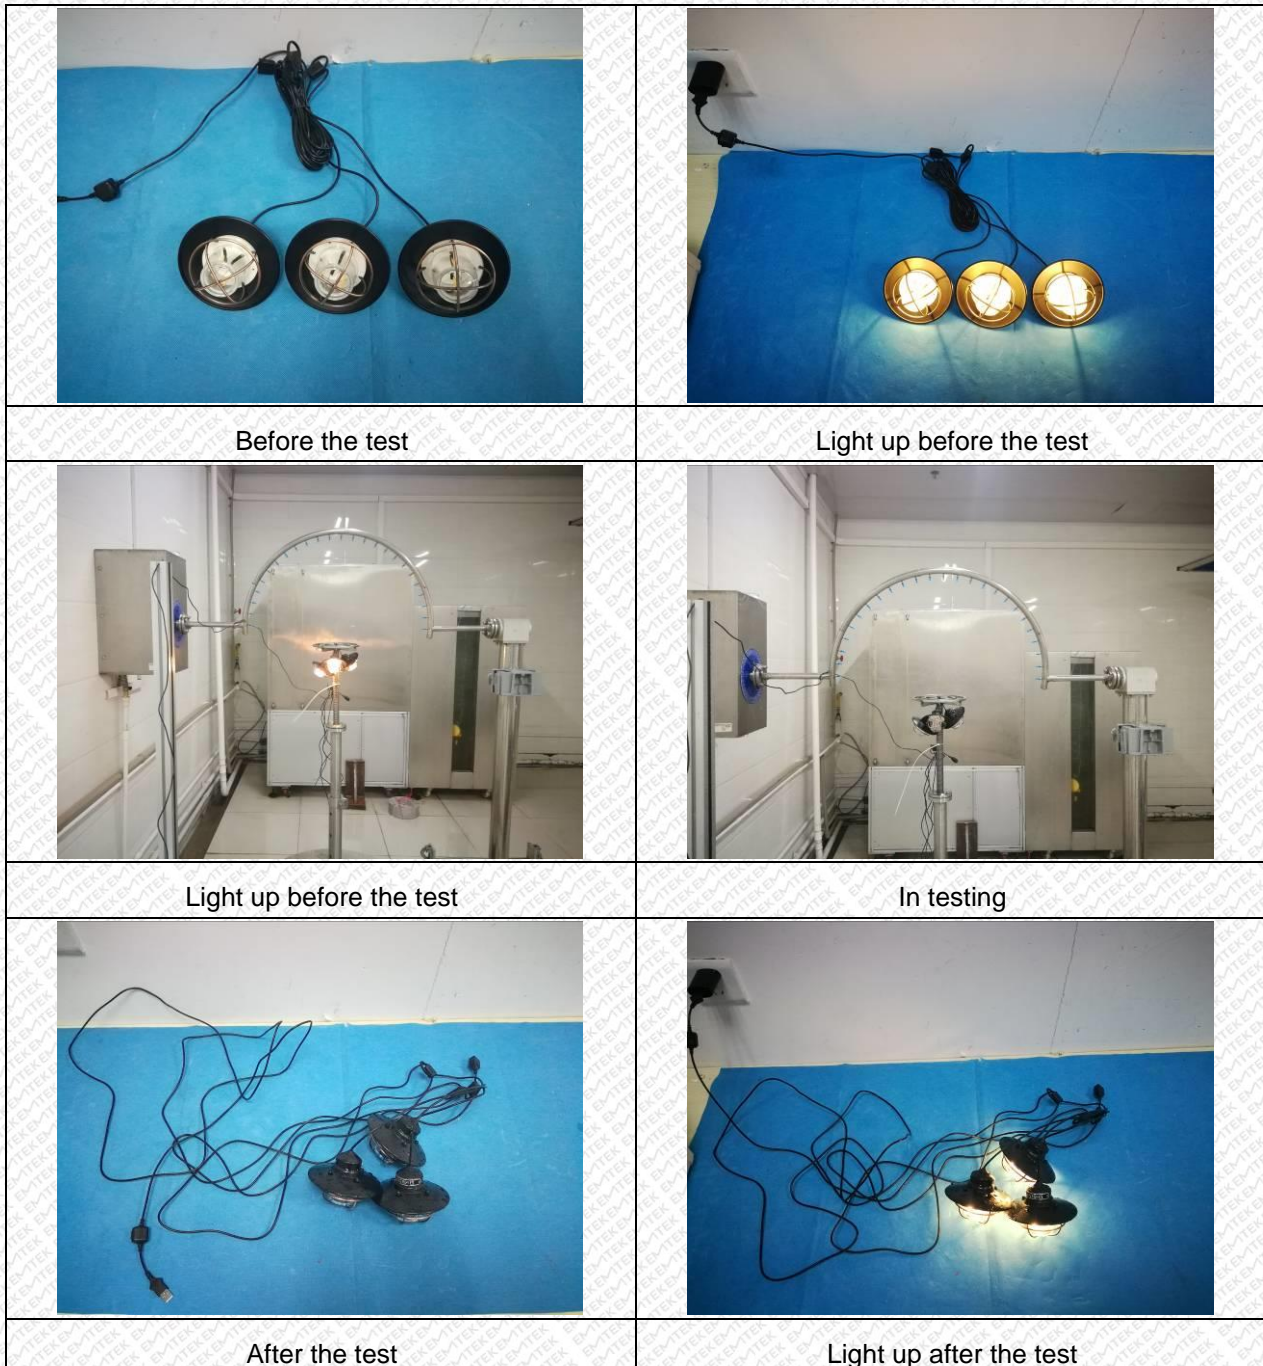 Before the test
Light up before the test
Light up before the test
In testing
After the test
Light up after the test